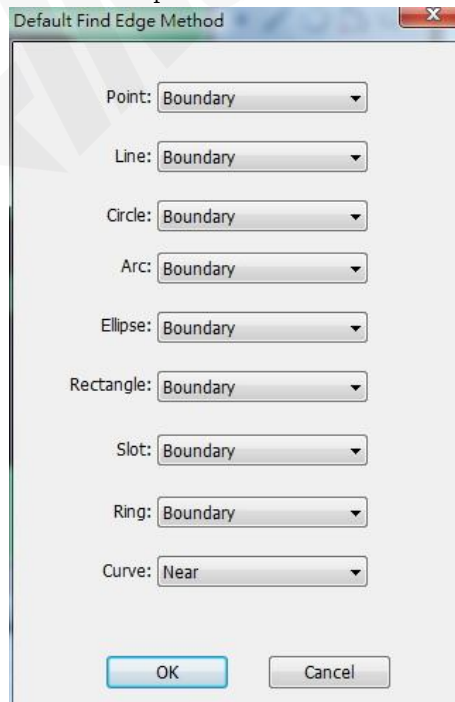 Default Find Edge Method
Point: Boundary
Line: Boundary
Circle: Boundary
Arc: Boundary
Ellipse: Boundary
Rectangle: Boundary
Slot: Boundary
Ring: Boundary
Curve: Near
OK Cancel